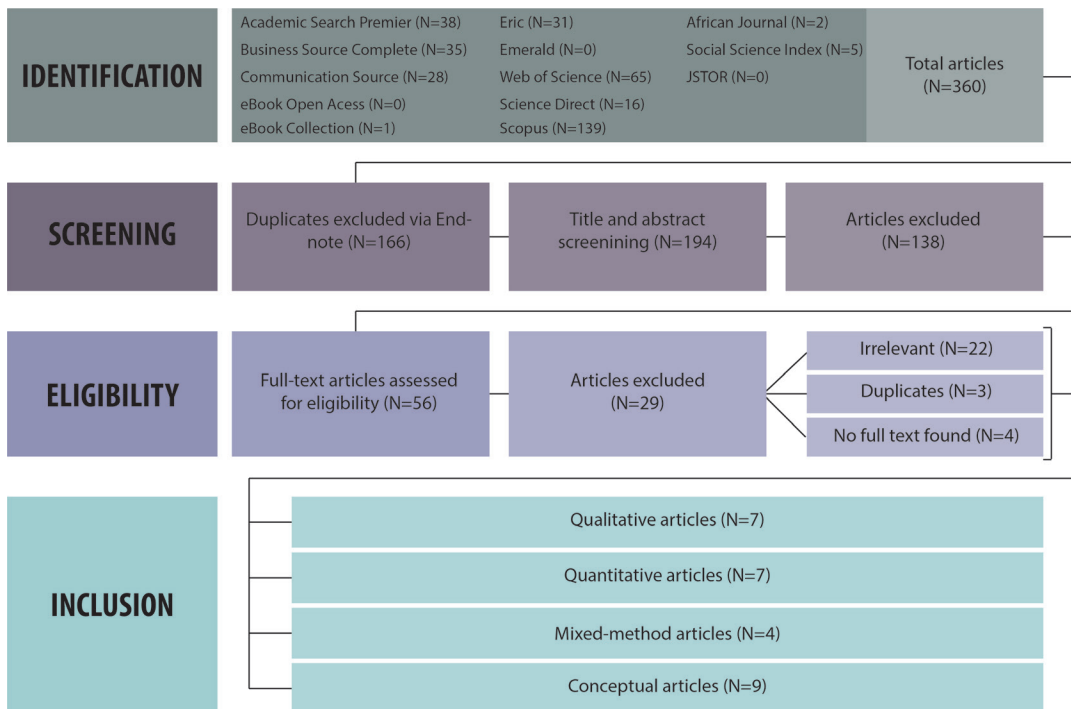 IDENTIFICATION
Academic Search Premier (N=38)
Business Source Complete (N=35)
Communication Source (N=28)
eBook Open Acess (N=0)
eBook Collection (N=1)
Eric (N=31)
Emerald (N=0)
Web of Science (N=65)
Science Direct (N=16)
Scopus (N=139)
African Journal (N=2)
Social Science Index (N=5)
JSTOR (N=0)
Total articles
(N=360)
SCREENING
Duplicates excluded via End-
note (N=166)
Title and abstract
screenining (N=194)
Articles excluded
(N=138)
ELIGIBILITY
Full-text articles assessed
for eligibility (N=56)
Articles excluded
(N=29)
Irrelevant (N=22)
Duplicates (N=3)
No full text found (N=4)
INCLUSION
Qualitative articles (N=7)
Quantitative articles (N=7)
Mixed-method articles (N=4)
Conceptual articles (N=9)